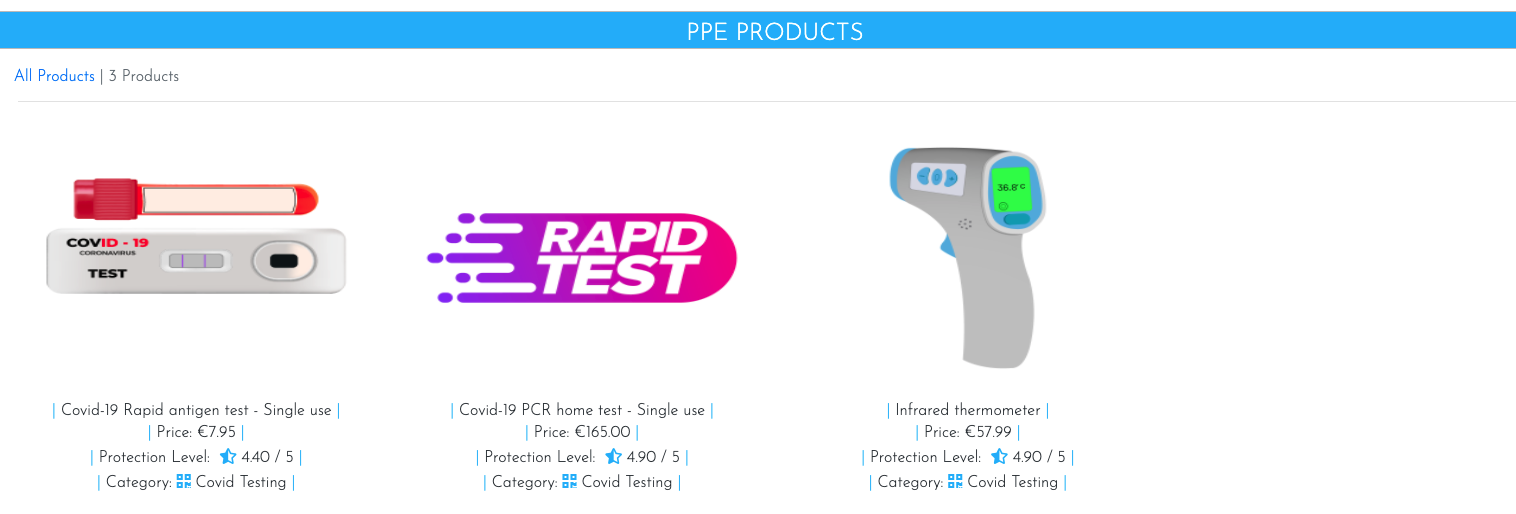 PPE PRODUCTS
All Products | 3 Products
COVID - 19
CORONAVIRUS
TEST
RAPID
TEST
36.8°C
| Covid-19 Rapid antigen test - Single use |
| Price: €7.95 |
| Protection Level: 4.40 / 5 |
| Category: Covid Testing |
| Covid-19 PCR home test - Single use |
| Price: €165.00 |
| Protection Level: 4.90 / 5 |
| Category: Covid Testing |
| Infrared thermometer |
| Price: €57.99 |
| Protection Level: 4.90 / 5 |
| Category: Covid Testing |